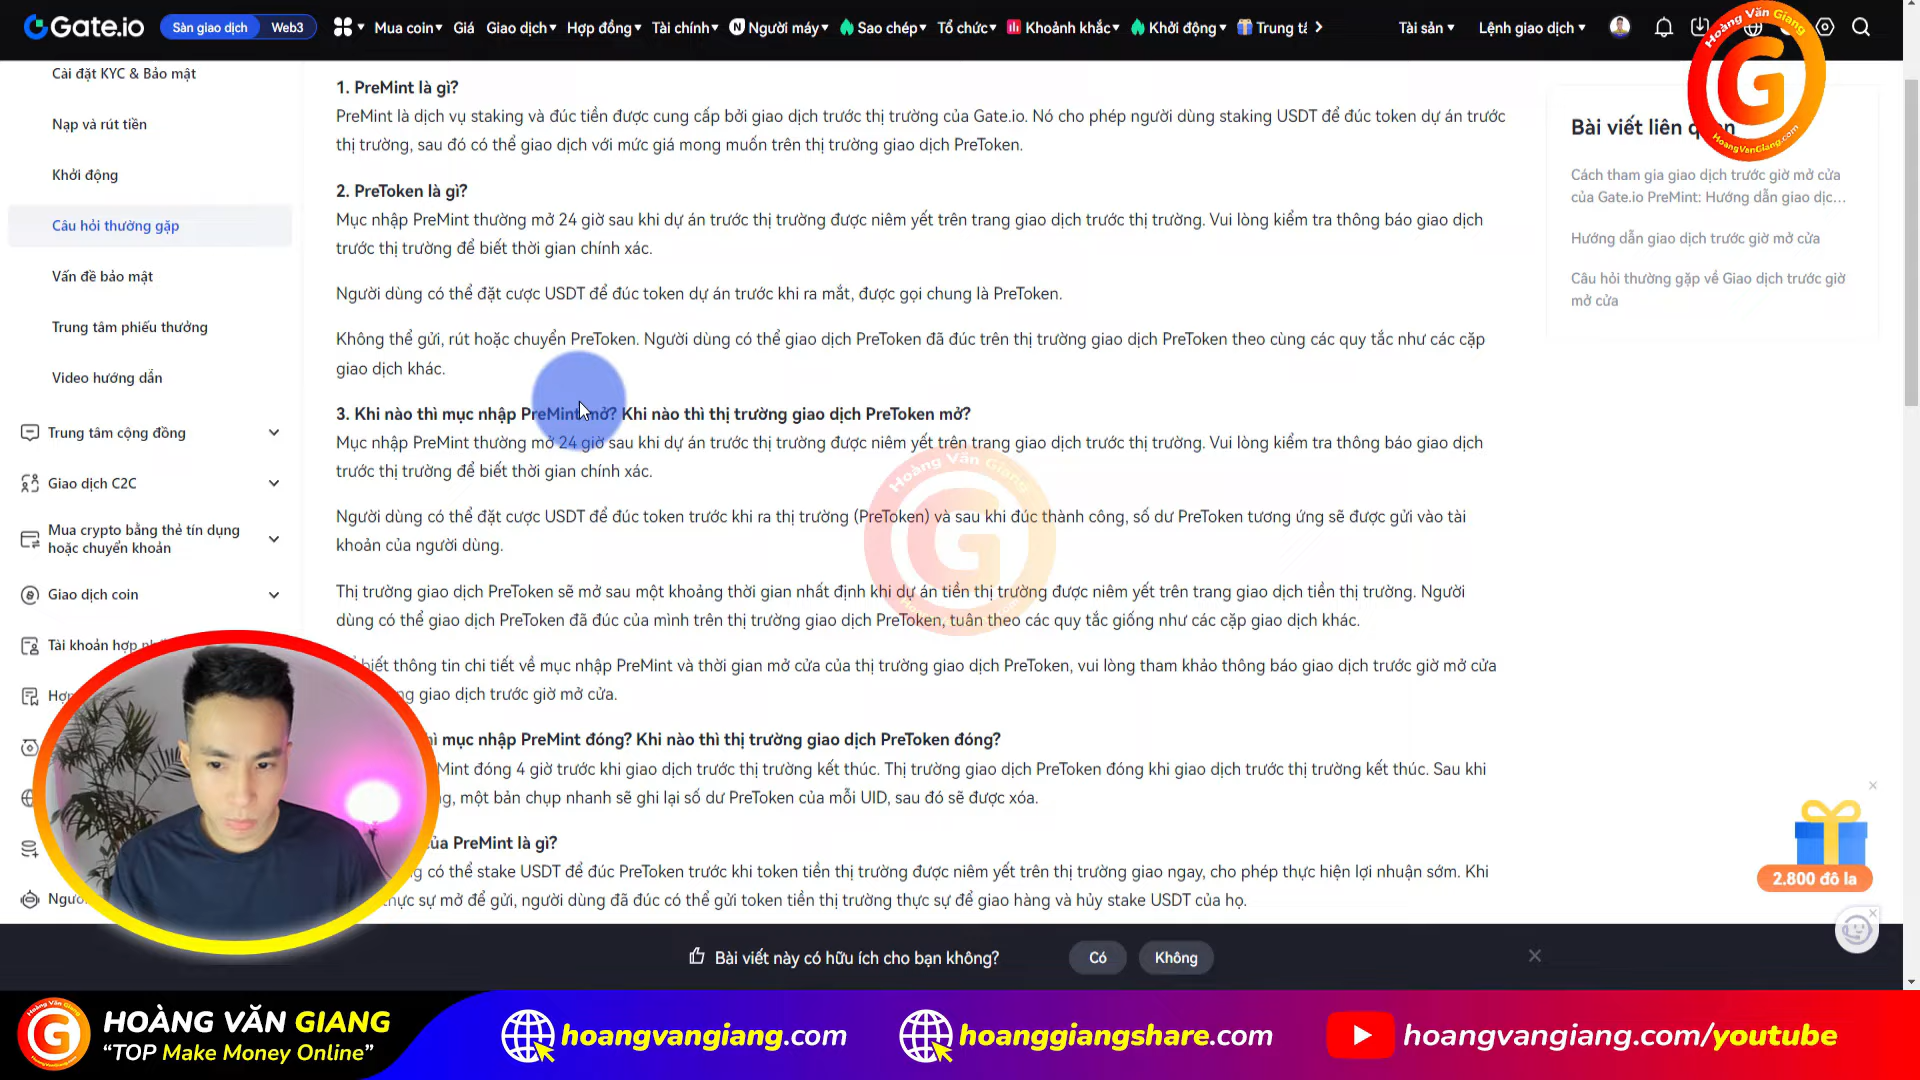 Gate.io
Sàn giao dịch
Web3
Mua coin
Giá
Giao dịch
Hợp đồng
Tài chính
Người máy
Sao chép
Tổ chức
Khoảnh khắc
Khởi động
Tài sản
Lệnh giao dịch
Cài đặt KYC & Bảo mật
Nạp và rút tiền
Khởi động
Câu hỏi thường gặp
Vấn đề bảo mật
Trung tâm phiếu thưởng
Video hướng dẫn
Trung tâm cộng đồng
Giao dịch C2C
Mua crypto bằng thẻ tín dụng
hoặc chuyển khoản
Giao dịch coin
Tài khoản hợp
1. PreMint là gì?
PreMint là dịch vụ staking và đúc tiền được cung cấp bởi giao dịch trước thị trường của Gate.io. Nó cho phép người dùng staking USDT để đúc token dự án trước
thị trường, sau đó có thể giao dịch với mức giá mong muốn trên thị trường giao dịch PreToken.
2. PreToken là gì?
Mục nhập PreMint thường mở 24 giờ sau khi dự án trước thị trường được niêm yết trên trang giao dịch trước thị trường. Vui lòng kiểm tra thông báo giao dịch
trước thị trường để biết thời gian chính xác.
Người dùng có thể đặt cược USDT để đúc token dự án trước khi ra mắt, được gọi chung là PreToken.
Không thể gửi, rút hoặc chuyển PreToken. Người dùng có thể giao dịch PreToken đã đúc trên thị trường giao dịch PreToken theo cùng các quy tắc như các cặp
giao dịch khác.
3. Khi nào thì mục nhập PreMint mở? Khi nào thì thị trường giao dịch PreToken mở?
Mục nhập PreMint thường mở 24 giờ sau khi dự án trước thị trường được niêm yết trên trang giao dịch trước thị trường. Vui lòng kiểm tra thông báo giao dịch
trước thị trường để biết thời gian chính xác.
Người dùng có thể đặt cược USDT để đúc token trước khi ra thị trường (PreToken) và sau khi đúc thành công, số dư PreToken tương ứng sẽ được gửi vào tài
khoản của người dùng.
Thị trường giao dịch PreToken sẽ mở sau một khoảng thời gian nhất định khi dự án tiền thị trường được niêm yết trên trang giao dịch tiền thị trường. Người
dùng có thể giao dịch PreToken đã đúc của mình trên thị trường giao dịch PreToken, tuân theo các quy tắc giống như các cặp giao dịch khác.
biết thông tin chi tiết về mục nhập PreMint và thời gian mở cửa của thị trường giao dịch PreToken, vui lòng tham khảo thông báo giao dịch trước giờ mở cửa
giao dịch trước giờ mở cửa.
mục nhập PreMint đóng? Khi nào thì thị trường giao dịch PreToken đóng?
Mint đóng 4 giờ trước khi giao dịch trước thị trường kết thúc. Thị trường giao dịch PreToken đóng khi giao dịch trước thị trường kết thúc. Sau khi
một bản chụp nhanh sẽ ghi lại số dư PreToken của mỗi UID, sau đó sẽ được xóa.
PreMint là gì?
có thể stake USDT để đúc PreToken trước khi token tiền thị trường được niêm yết trên thị trường giao ngay, cho phép thực hiện lợi nhuận sớm. Khi
thực sự mở để gửi, người dùng đã đúc có thể gửi token tiền thị trường thực sự để giao hàng và hủy stake USDT của họ.
Bài viết liên
Cách tham gia giao dịch trước giờ mở cửa
của Gate.io PreMint: Hướng dẫn giao dịc...
Hướng dẫn giao dịch trước giờ mở cửa
Câu hỏi thường gặp về Giao dịch trước giờ
mở cửa
Hoàng Văn Giang
G
HoangVanGiang.com
Hoàng Văn Giang
G
2.800 đô la
Bài viết này có hữu ích cho bạn không?
Có
Không
G
HOÀNG VĂN GIANG
“TOP Make Money Online”
hoangvangiang.com
hoanggiangshare.com
hoangvangiang.com/youtube